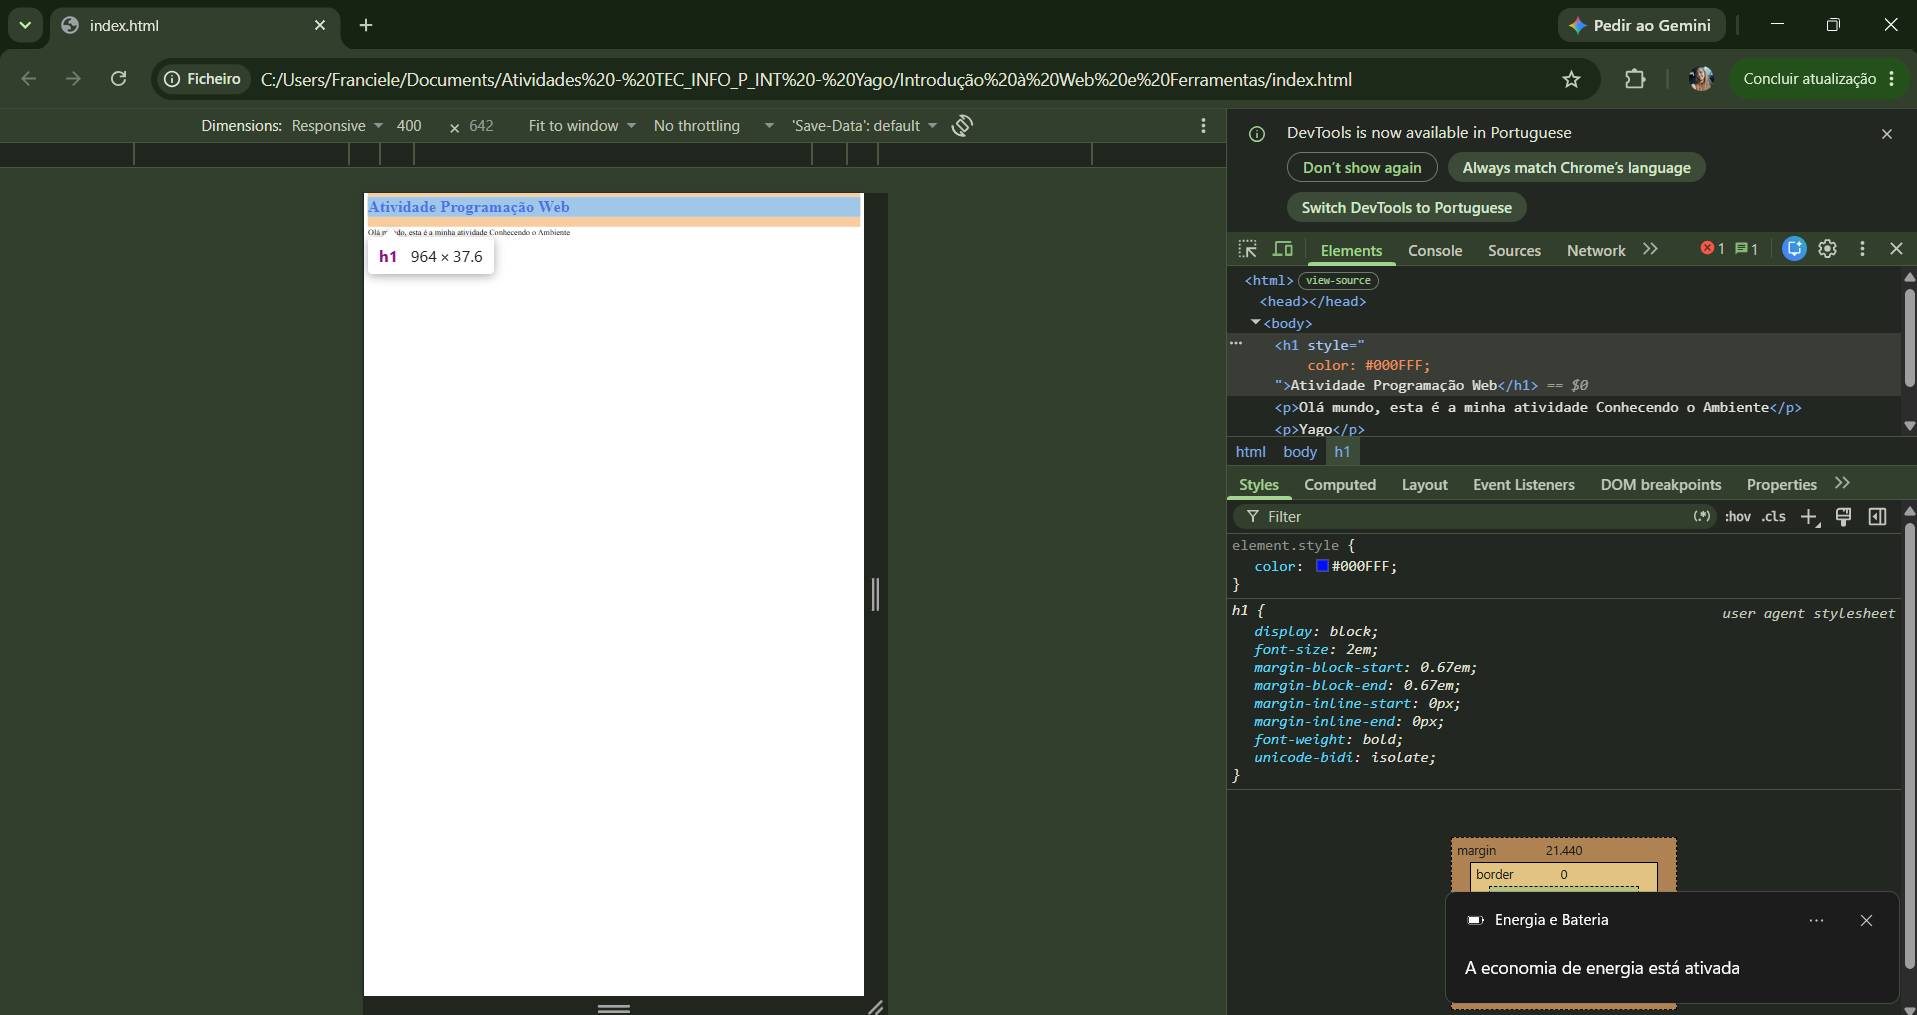 index.html
Pedir ao Gemini
Ficheiro
C:/Users/Franciele/Documents/Atividades%20-%20TEC_INFO_P_INT%20-%20Yago/Introdução%20à%20Web%20e%20Ferramentas/index.html
Concluir atualização
Dimensions: Responsive 400 × 642 Fit to window No throttling 'Save-Data': default
Atividade Programação Web
Olá ndo, esta é a minha atividade Conhecendo o Ambiente
h1 964 × 37.6
DevTools is now available in Portuguese
Don't show again
Always match Chrome's language
Switch DevTools to Portuguese
Elements Console Sources Network 1 1
<html> view-source
<head></head>
<body>
<h1 style="
color: #000FFF;
">Atividade Programação Web</h1> == $0
<p>Olá mundo, esta é a minha atividade Conhecendo o Ambiente</p>
<p>Yago</p>
html body h1
Styles Computed Layout Event Listeners DOM breakpoints Properties
Filter (.*) :hov .cls
element.style {
color: #000FFF;
}
h1 { user agent stylesheet
display: block;
font-size: 2em;
margin-block-start: 0.67em;
margin-block-end: 0.67em;
margin-inline-start: 0px;
margin-inline-end: 0px;
font-weight: bold;
unicode-bidi: isolate;
}
margin 21.440
border 0
Energia e Bateria
A economia de energia está ativada